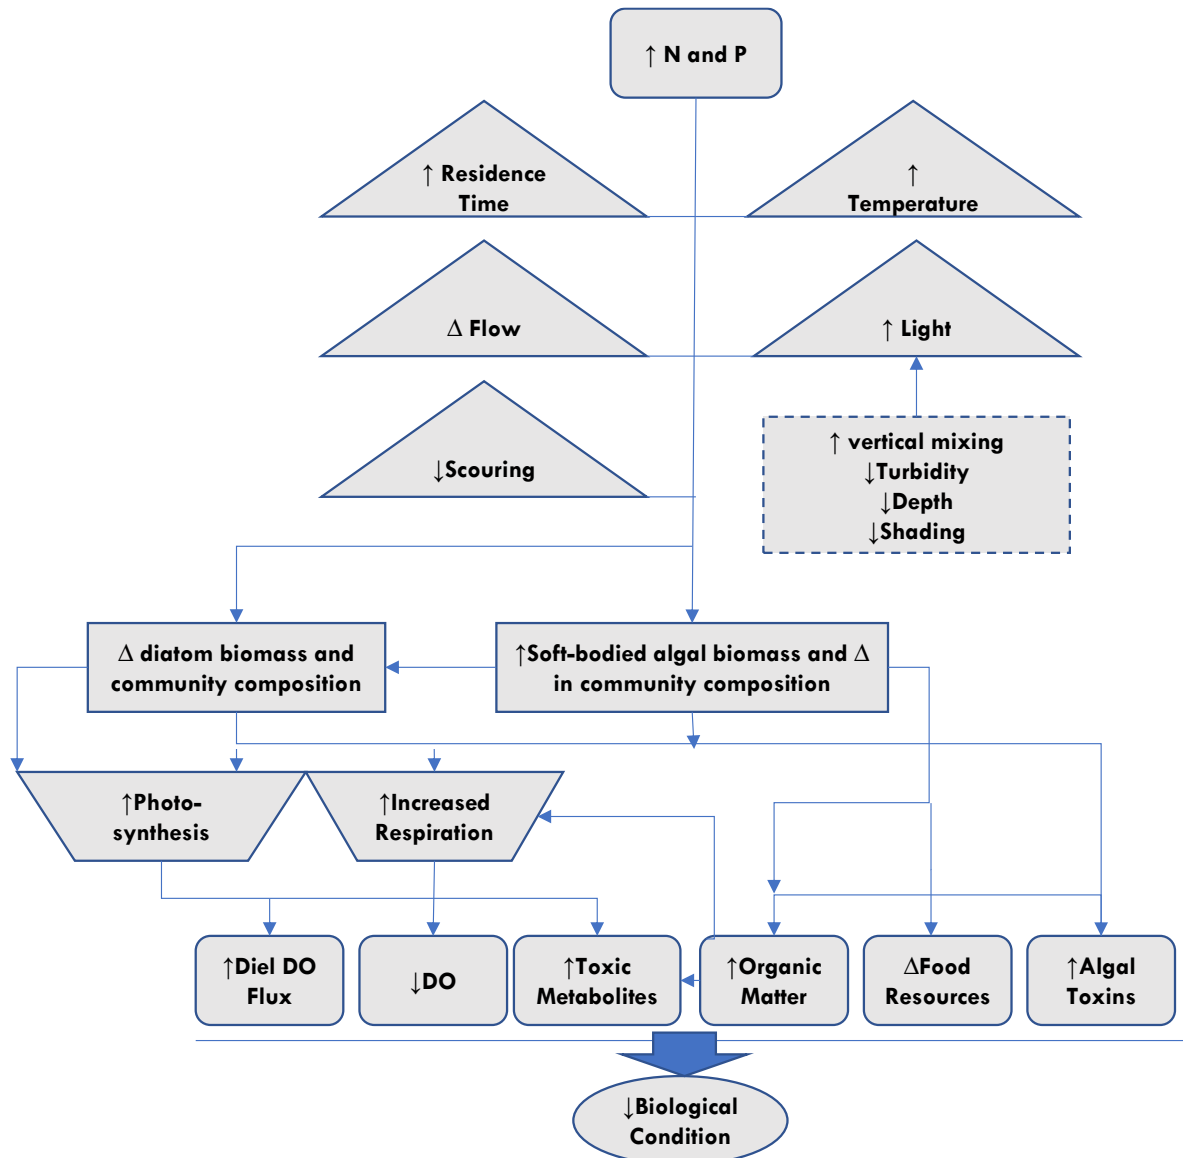 ↑ N and P
↑ Residence
Time
↑
Temperature
Δ Flow
↑ Light
↓Scouring
↑ vertical mixing
↓Turbidity
↓Depth
↓Shading
Δ diatom biomass and
community composition
↑Soft-bodied algal biomass and Δ
in community composition
↑Photo-
synthesis
↑Increased
Respiration
↑Diel DO
Flux
↓DO
↑Toxic
Metabolites
↑Organic
Matter
ΔFood
Resources
↑Algal
Toxins
↓Biological
Condition